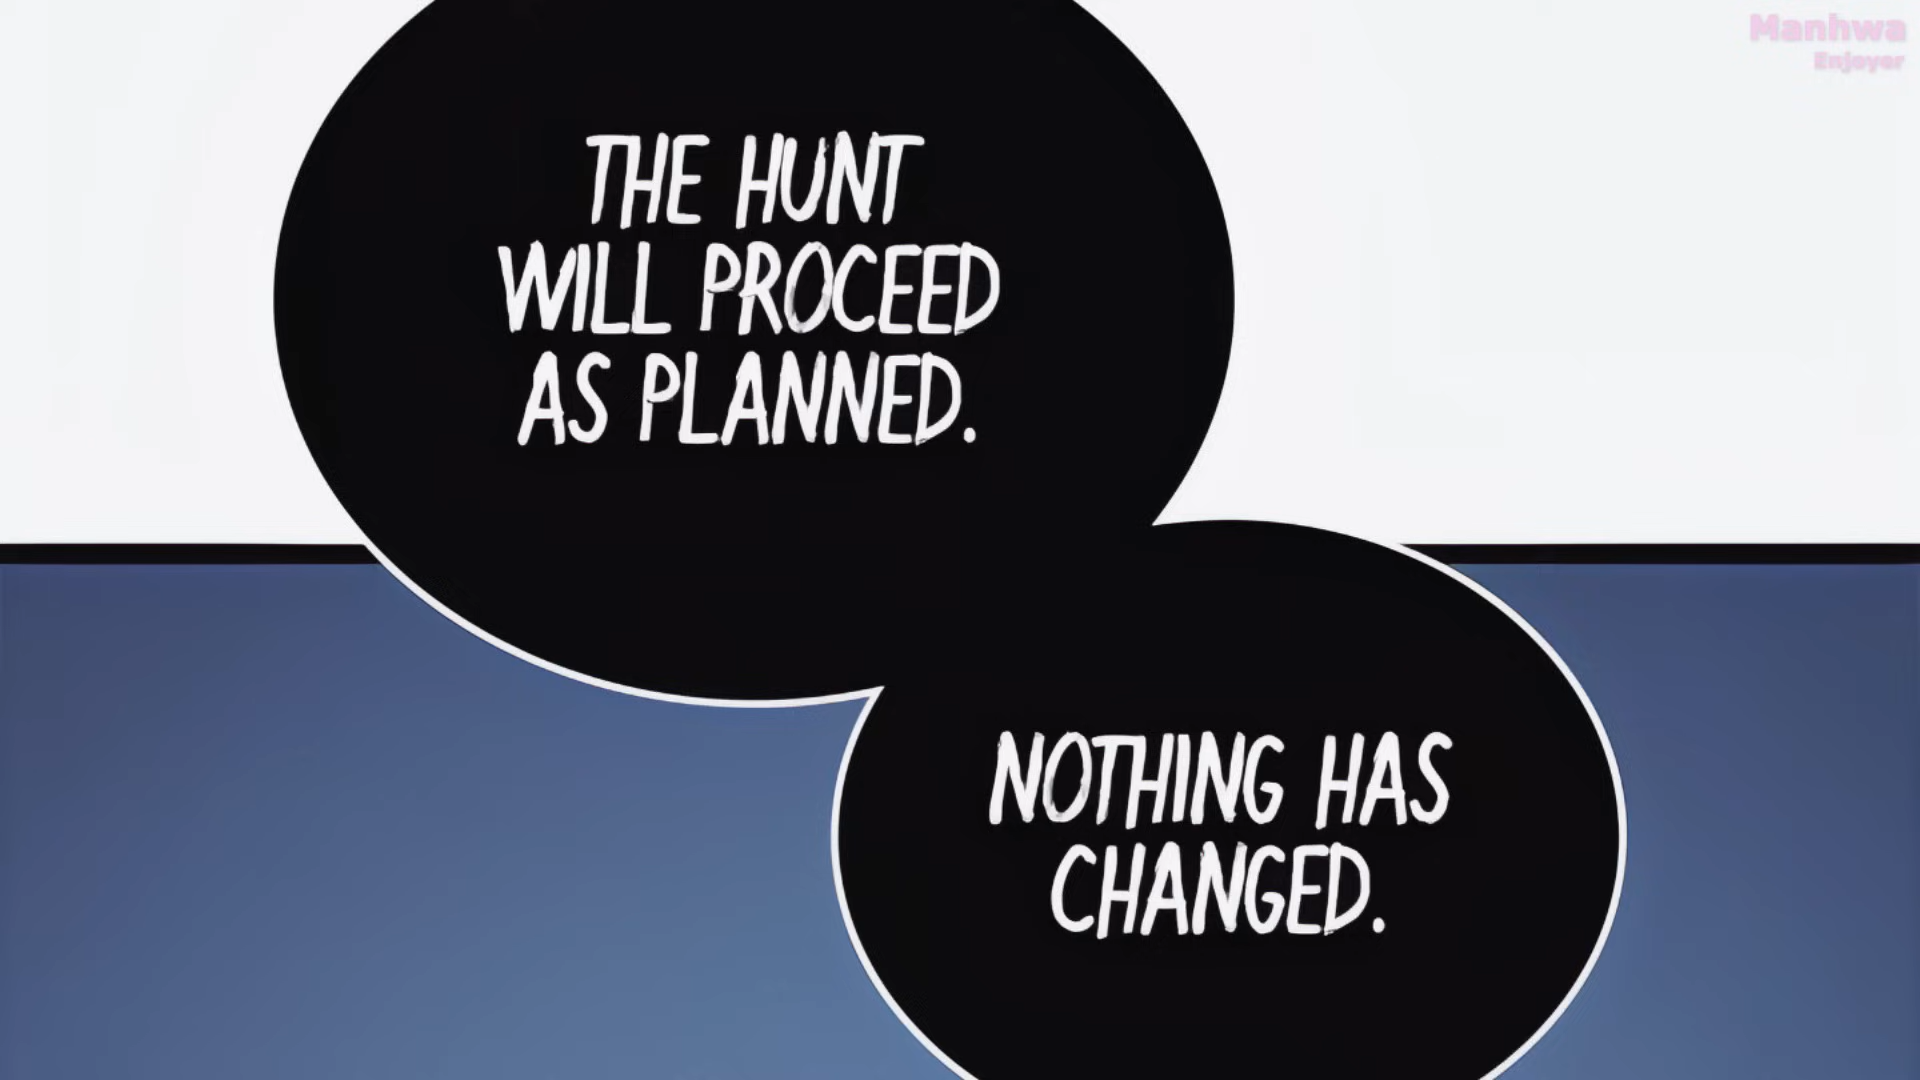 Manhwa
Enjoyer
THE HUNT
WILL PROCEED
AS PLANNED.
NOTHING HAS
CHANGED.